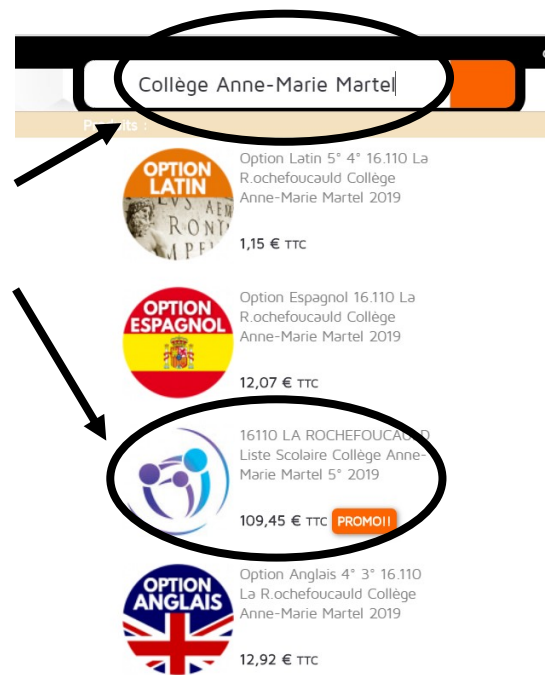 Collège Anne-Marie Martel
Produits :
OPTION
LATIN
Option Latin 5° 4° 16.110 La
R.ochefoucauld Collège
Anne-Marie Martel 2019
1,15 € TTC
OPTION
ESPAGNOL
Option Espagnol 16.110 La
R.ochefoucauld Collège
Anne-Marie Martel 2019
12,07 € TTC
16110 LA ROCHEFOUCAULD
Liste Scolaire Collège Anne-
Marie Martel 5° 2019
109,45 € TTC PROMO!!
OPTION
ANGLAIS
Option Anglais 4° 3° 16.110
La R.ochefoucauld Collège
Anne-Marie Martel 2019
12,92 € TTC